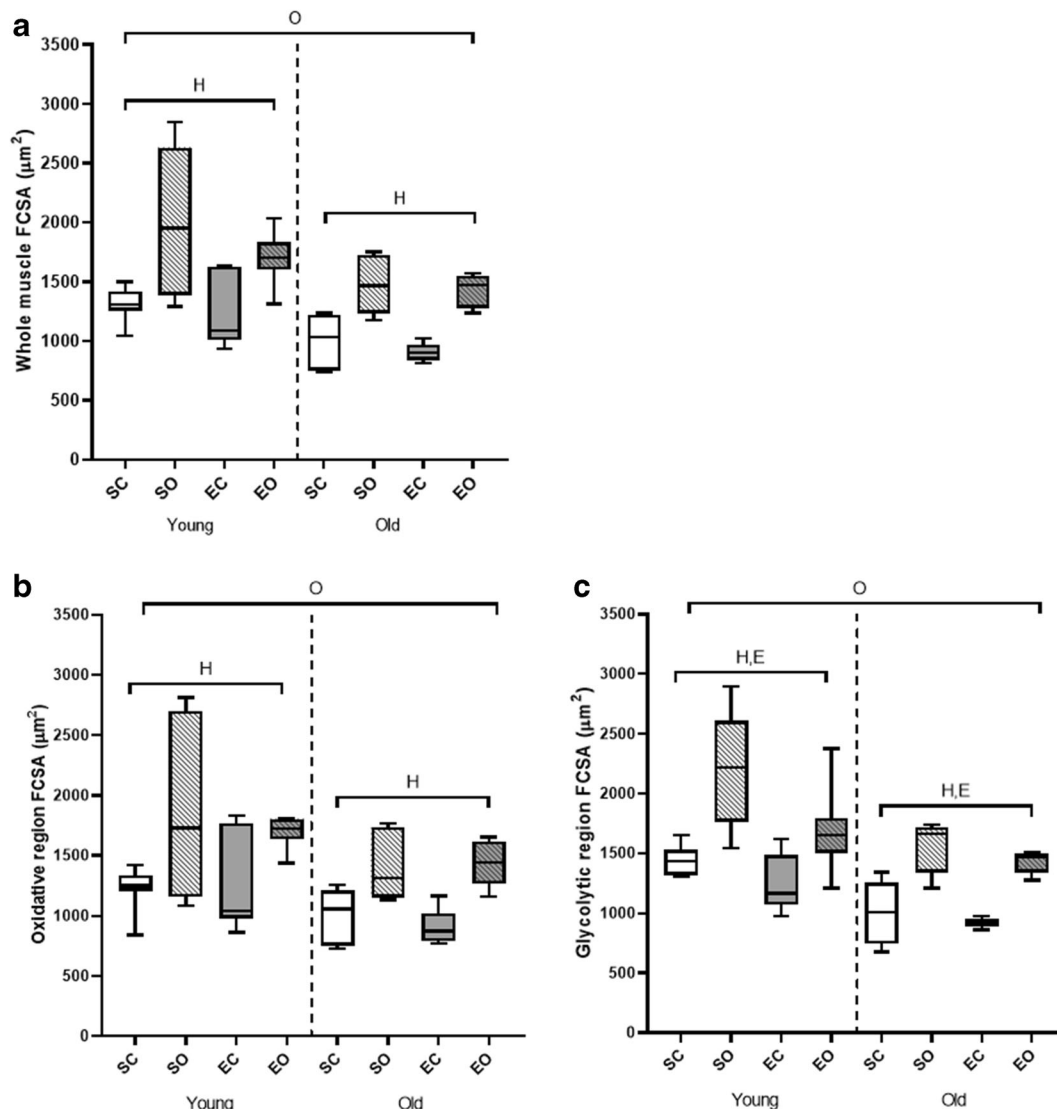 a
O
Whole muscle FCSA (µm²)
3500
3000
2500
2000
1500
1000
500
0
H
H
SC SO EC EO SC SO EC EO
Young Old
b
O
Oxidative region FCSA (µm²)
3500
3000
2500
2000
1500
1000
500
0
H
H
SC SO EC EO SC SO EC EO
Young Old
c
O
Glycolytic region FCSA (µm²)
3500
3000
2500
2000
1500
1000
500
0
H,E
H,E
SC SO EC EO SC SO EC EO
Young Old